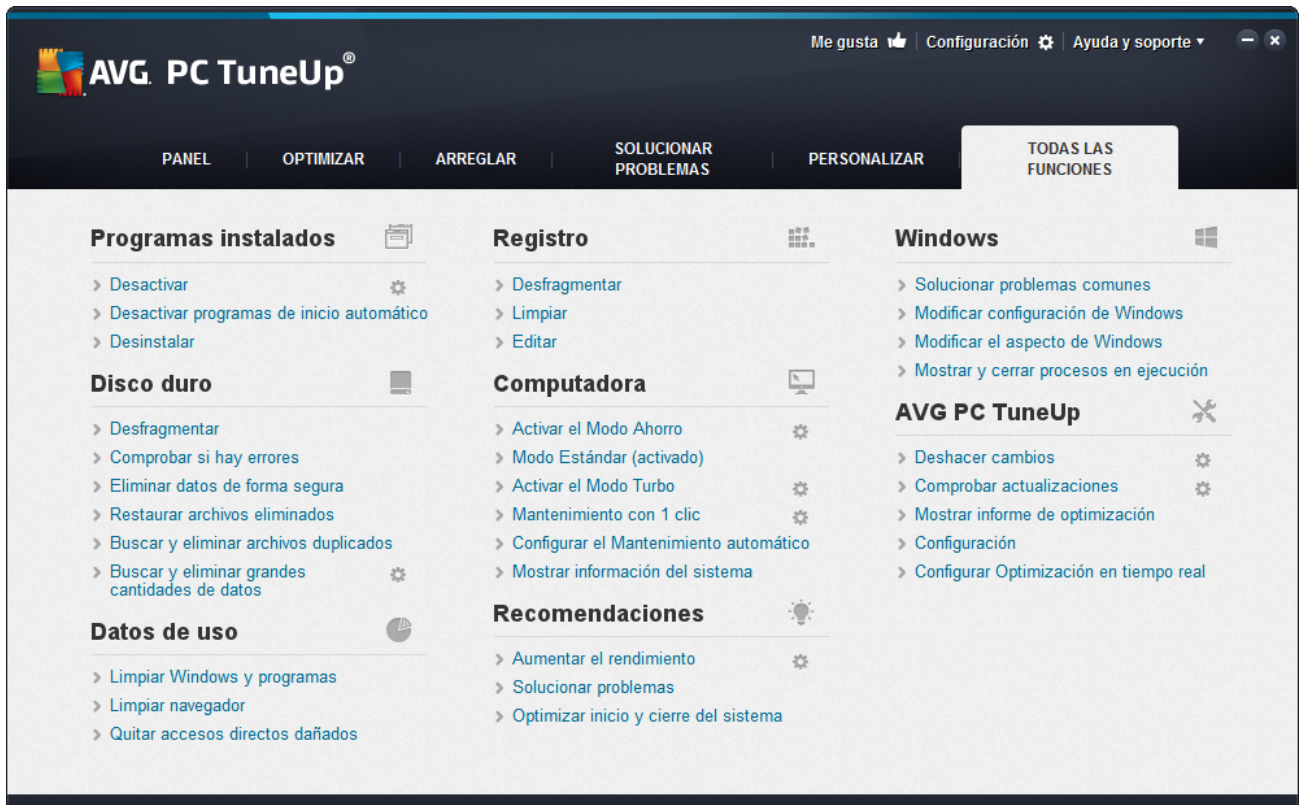 Me gusta
Configuración
Ayuda y soporte
AVG. PC TuneUp®
PANEL
OPTIMIZAR
ARREGLAR
SOLUCIONAR
PROBLEMAS
PERSONALIZAR
TODAS LAS
FUNCIONES
Programas instalados
Desactivar
Desactivar programas de inicio automático
Desinstalar
Disco duro
Desfragmentar
Comprobar si hay errores
Eliminar datos de forma segura
Restaurar archivos eliminados
Buscar y eliminar archivos duplicados
Buscar y eliminar grandes
cantidades de datos
Datos de uso
Limpiar Windows y programas
Limpiar navegador
Quitar accesos directos dañados
Registro
Desfragmentar
Limpiar
Editar
Computadora
Activar el Modo Ahorro
Modo Estándar (activado)
Activar el Modo Turbo
Mantenimiento con 1 clic
Configurar el Mantenimiento automático
Mostrar información del sistema
Recomendaciones
Aumentar el rendimiento
Solucionar problemas
Optimizar inicio y cierre del sistema
Windows
Solucionar problemas comunes
Modificar configuración de Windows
Modificar el aspecto de Windows
Mostrar y cerrar procesos en ejecución
AVG PC TuneUp
Deshacer cambios
Comprobar actualizaciones
Mostrar informe de optimización
Configuración
Configurar Optimización en tiempo real